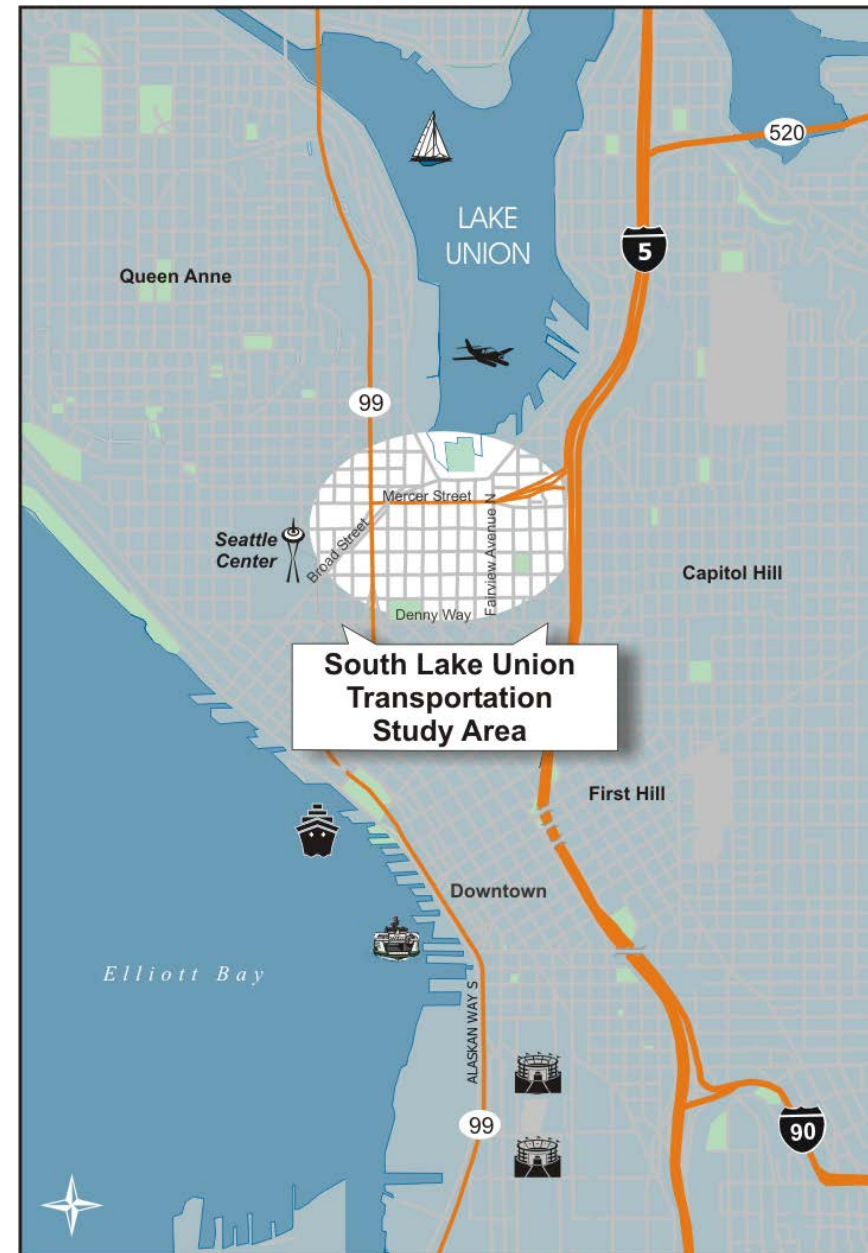 520
LAKE
UNION
5
Queen Anne
99
Mercer Street
Fairview Avenue N
Seattle
Center
Broad Street
Capitol Hill
Denny Way
South Lake Union
Transportation
Study Area
First Hill
Downtown
Elliott Bay
ALASKAN WAY S
99
90